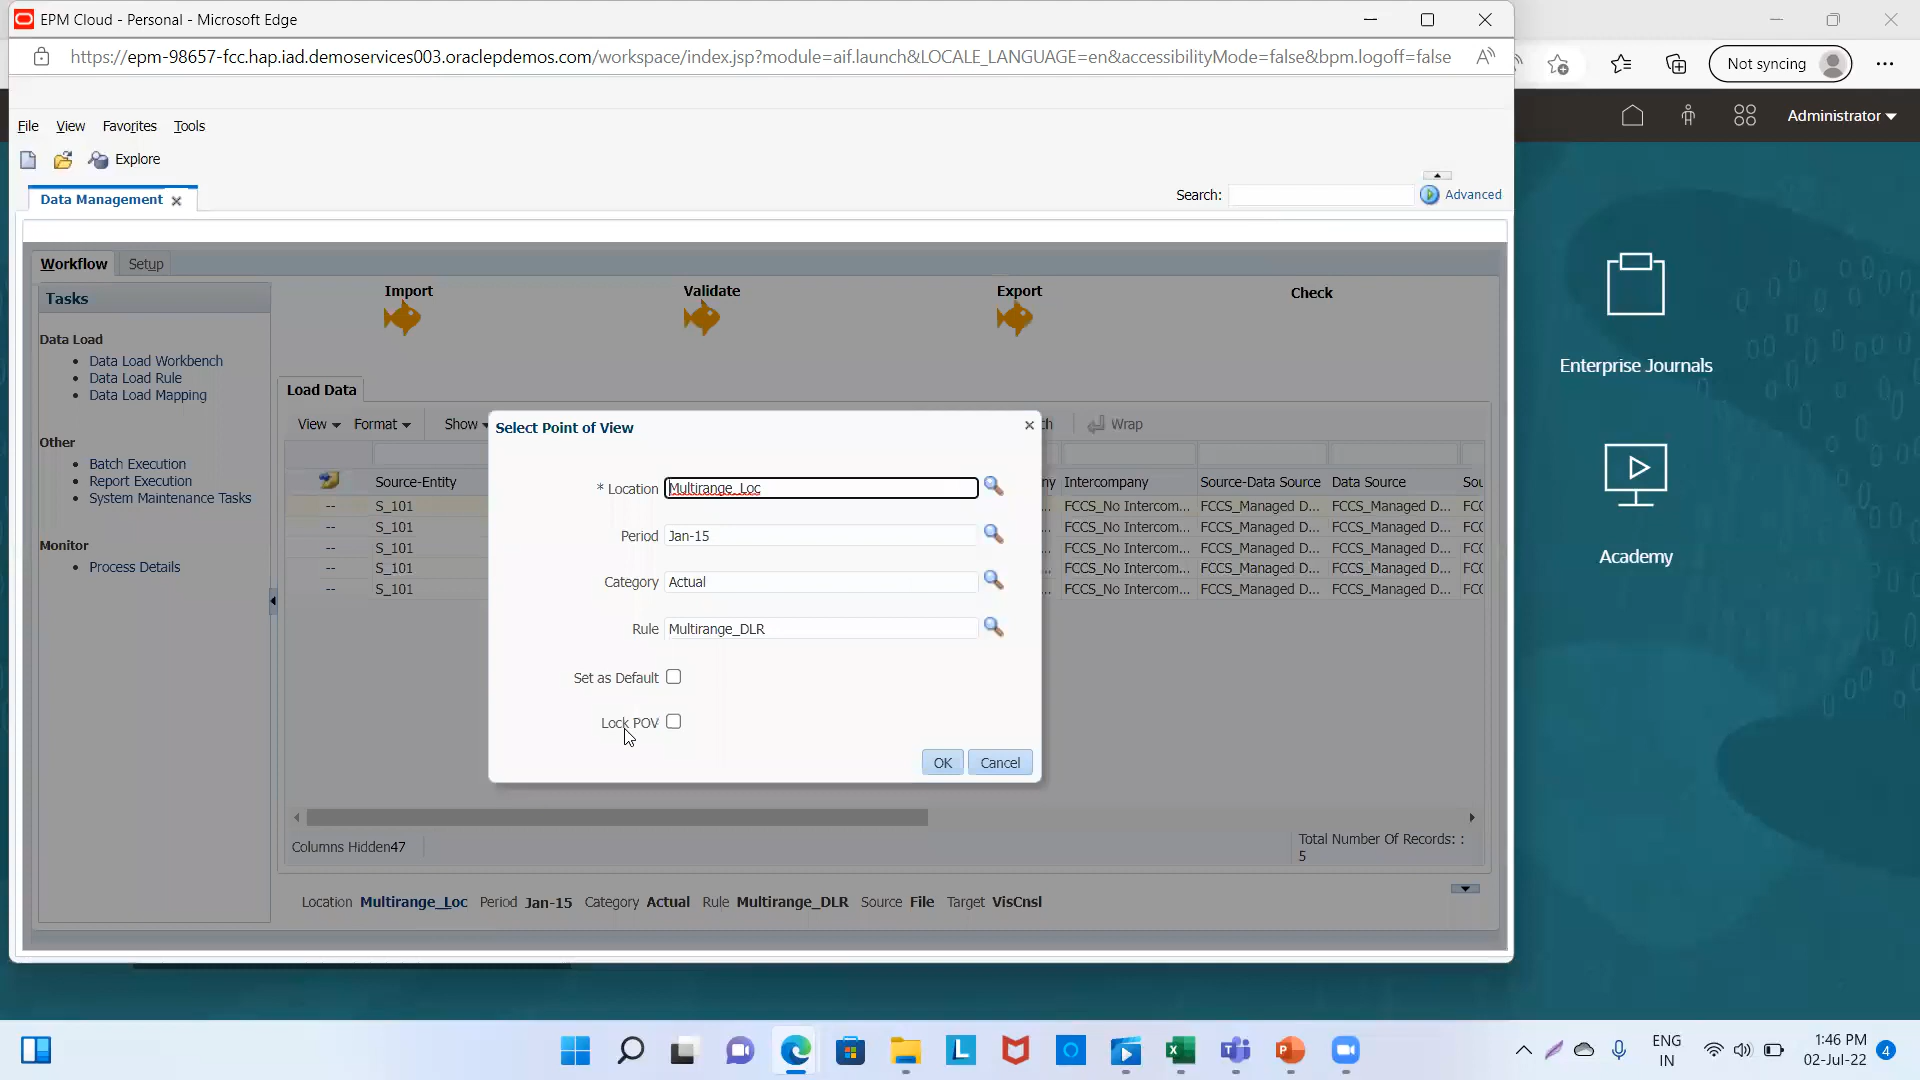 EPM Cloud - Personal - Microsoft Edge
https://epm-98657-fcc.hap.iad.demoservices003.oraclepdemos.com/workspace/index.jsp?module=aif.launch&LOCALE_LANGUAGE=en&accessibilityMode=false&bpm.logoff=false
Not syncing
File View Favorites Tools
Administrator
Explore
Data Management
Search:
Advanced
Workflow Setup
Tasks
Data Load
Data Load Workbench
Data Load Rule
Data Load Mapping
Other
Batch Execution
Report Execution
System Maintenance Tasks
Monitor
Process Details
Import Validate Export Check
Load Data
View Format Show Wrap
Source-Entity Intercompany Source-Data Source Data Source
-- S_101 FCCS_No Intercom... FCCS_Managed D... FCCS_Managed D...
-- S_101 FCCS_No Intercom... FCCS_Managed D... FCCS_Managed D...
-- S_101 FCCS_No Intercom... FCCS_Managed D... FCCS_Managed D...
-- S_101 FCCS_No Intercom... FCCS_Managed D... FCCS_Managed D...
-- S_101 FCCS_No Intercom... FCCS_Managed D... FCCS_Managed D...
Select Point of View
* Location Multirange_Loc
Period Jan-15
Category Actual
Rule Multirange_DLR
Set as Default
Lock POV
OK Cancel
Columns Hidden47
Total Number Of Records: :
5
Location Multirange_Loc Period Jan-15 Category Actual Rule Multirange_DLR Source File Target VisCnsl
Enterprise Journals
Academy
ENG
IN
1:46 PM
02-Jul-22
4